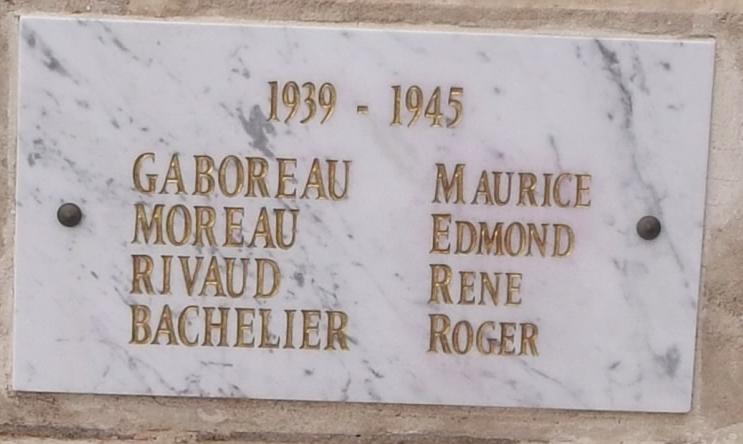 1939 - 1945
GABOREAU MAURICE
MOREAU EDMOND
RIVAUD RENE
BACHELIER ROGER